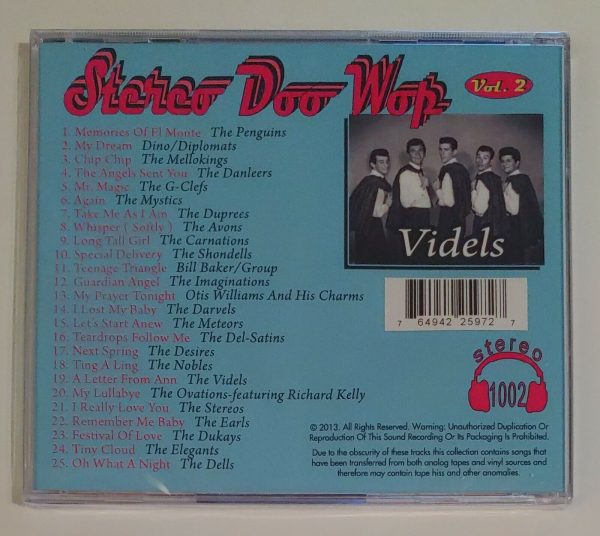 Stereo Doo Wop
Vol. 2
1. Memories Of El Monte The Penguins
2. My Dream Dino/Diplomats
3. Chip Chip The Mellokings
4. The Angels Sent You The Danleers
5. Mr. Magic The G-Clefs
6. Again The Mystics
7. Take Me As I Am The Duprees
8. Whisper ( Softly ) The Avons
9. Long Tall Girl The Carnations
10. Special Delivery The Shondells
11. Teenage Triangle Bill Baker/Group
12. Guardian Angel The Imaginations
13. My Prayer Tonight Otis Williams And His Charms
14. I Lost My Baby The Darvels
15. Let's Start Anew The Meteors
16. Teardrops Follow Me The Del-Satins
17. Next Spring The Desires
18. Ting A Ling The Nobles
19. A Letter From Ann The Videls
20. My Lullabye The Ovations-featuring Richard Kelly
21. I Really Love You The Stereos
22. Remember Me Baby The Earls
23. Festival Of Love The Dukays
24. Tiny Cloud The Elegants
25. Oh What A Night The Dells
Videls
7 64942 25972 7
stereo
1002
© 2013. All Rights Reserved. Warning: Unauthorized Duplication Or
Reproduction Of This Sound Recording Or Its Packaging Is Prohibited.
Due to the obscurity of these tracks this collection contains songs that
have been transferred from both analog tapes and vinyl sources and
therefore may contain tape hiss and other anomalies.